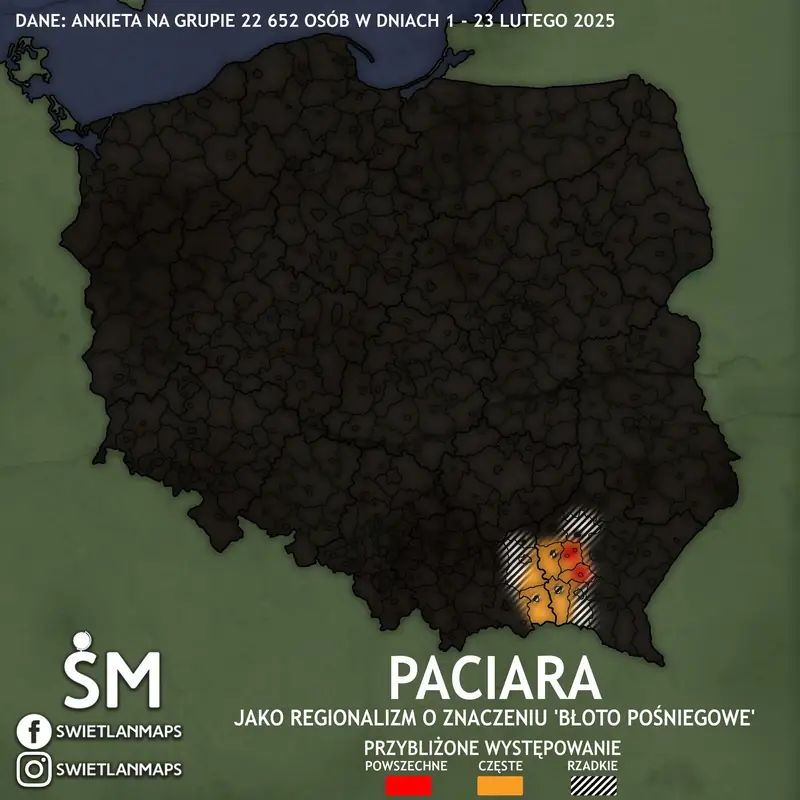 DANE: ANKIETA NA GRUPIE 22 652 OSÓB W DNIACH 1 - 23 LUTEGO 2025
PACIARA
JAKO REGIONALIZM O ZNACZENIU 'BŁOTO POŚNIEGOWE'
PRZYBLIŻONE WYSTĘPOWANIE
POWSZECHNE CZĘSTE RZADKIE
ŚM
SWIETLANMAPS
SWIETLANMAPS